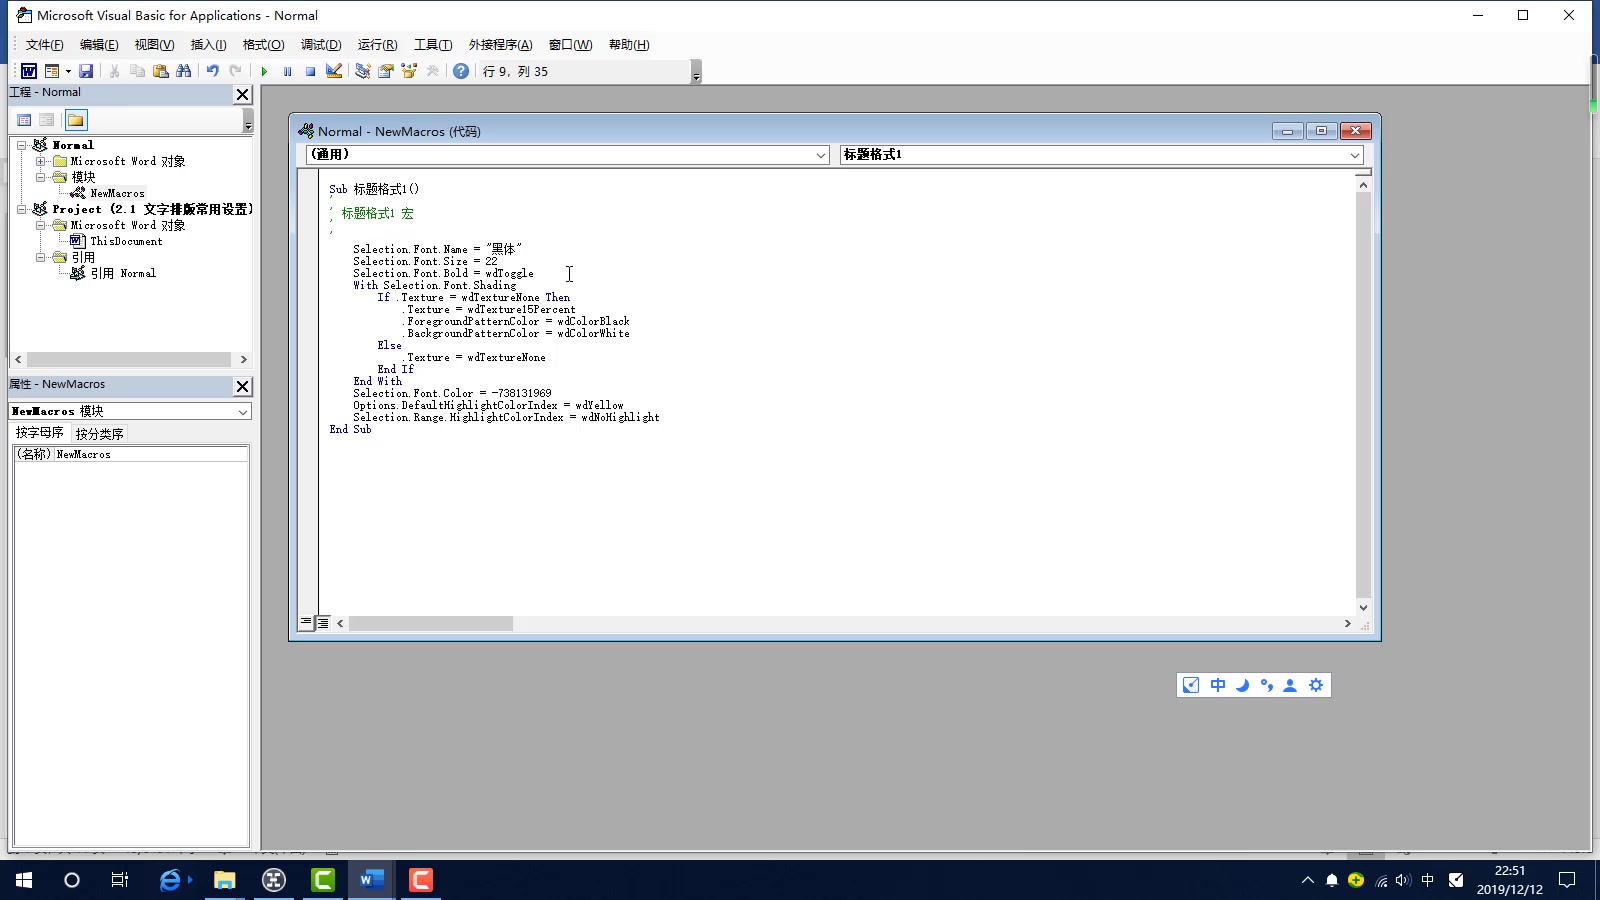 Microsoft Visual Basic for Applications - Normal
文件(F) 编辑(E) 视图(V) 插入(I) 格式(O) 调试(D) 运行(R) 工具(T) 外接程序(A) 窗口(W) 帮助(H)
行 9, 列 35
工程 - Normal
Normal
Microsoft Word 对象
模块
NewMacros
Project (2.1 文字排版常用设置)
Microsoft Word 对象
ThisDocument
引用
引用 Normal
属性 - NewMacros
NewMacros 模块
按字母序 按分类序
(名称) NewMacros
Normal - NewMacros (代码)
(通用) 标题格式1
Sub 标题格式1()
'
' 标题格式1 宏
'
'
Selection.Font.Name = "黑体"
Selection.Font.Size = 22
Selection.Font.Bold = wdToggle
With Selection.Font.Shading
If .Texture = wdTextureNone Then
.Texture = wdTexture15Percent
.ForegroundPatternColor = wdColorBlack
.BackgroundPatternColor = wdColorWhite
Else
.Texture = wdTextureNone
End If
End With
Selection.Font.Color = -738131969
Options.DefaultHighlightColorIndex = wdYellow
Selection.Range.HighlightColorIndex = wdNoHighlight
End Sub
中
中
22:51
2019/12/12